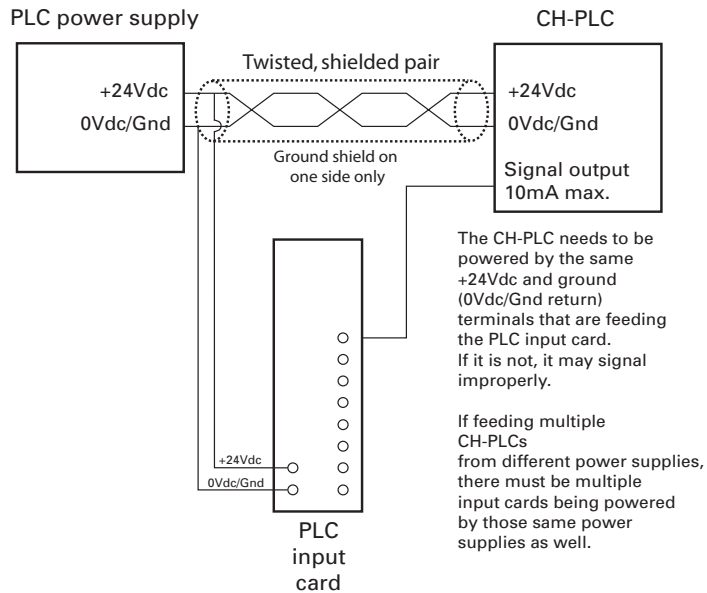 PLC power supply
CH-PLC
Twisted, shielded pair
+24Vdc
0Vdc/Gnd
+24Vdc
0Vdc/Gnd
Ground shield on
one side only
Signal output
10mA max.
The CH-PLC needs to be
powered by the same
+24Vdc and ground
(0Vdc/Gnd return)
terminals that are feeding
the PLC input card.
If it is not, it may signal
improperly.
If feeding multiple
CH-PLCs
from different power supplies,
there must be multiple
input cards being powered
by those same power
supplies as well.
+24Vdc
0Vdc/Gnd
PLC
input
card